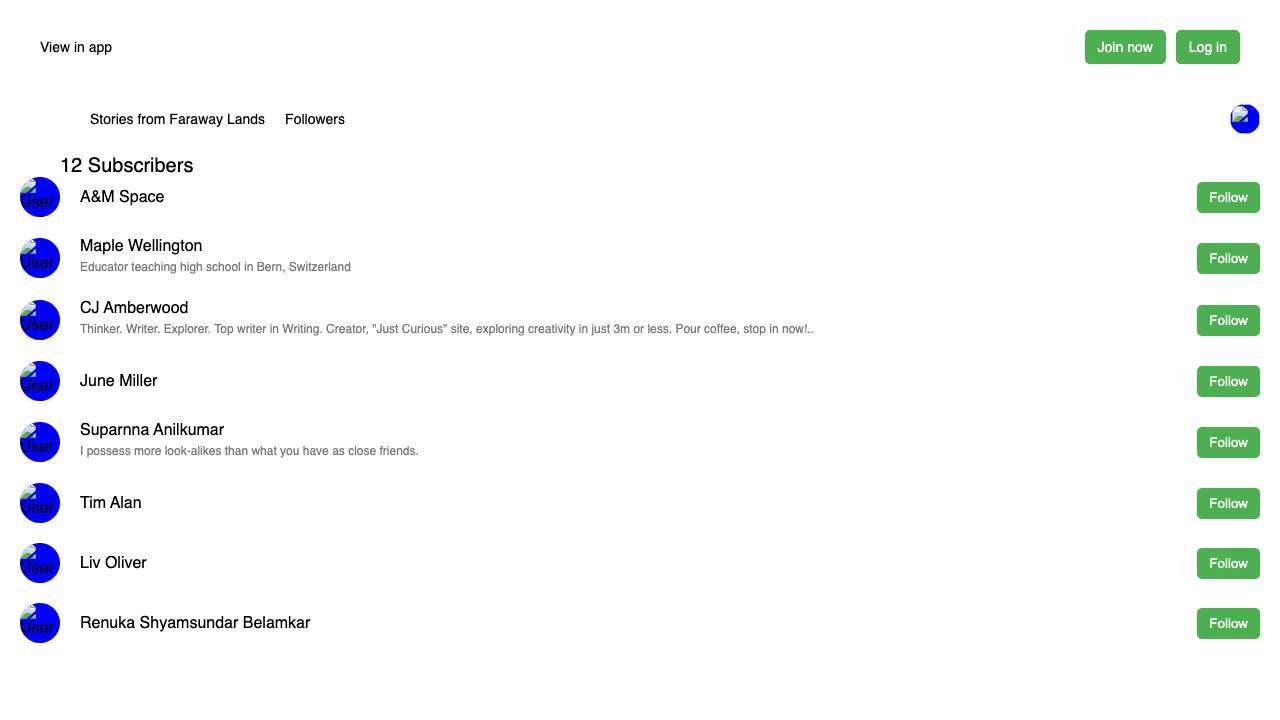 View in app
Join now
Log in
Stories from Faraway Lands
Followers
12 Subscribers
User
A&M Space
Follow
User
Maple Wellington
Educator teaching high school in Bern, Switzerland
Follow
User
CJ Amberwood
Thinker. Writer. Explorer. Top writer in Writing. Creator, "Just Curious" site, exploring creativity in just 3m or less. Pour coffee, stop in now!..
Follow
User
June Miller
Follow
User
Suparnna Anilkumar
I possess more look-alikes than what you have as close friends.
Follow
User
Tim Alan
Follow
User
Liv Oliver
Follow
User
Renuka Shyamsundar Belamkar
Follow